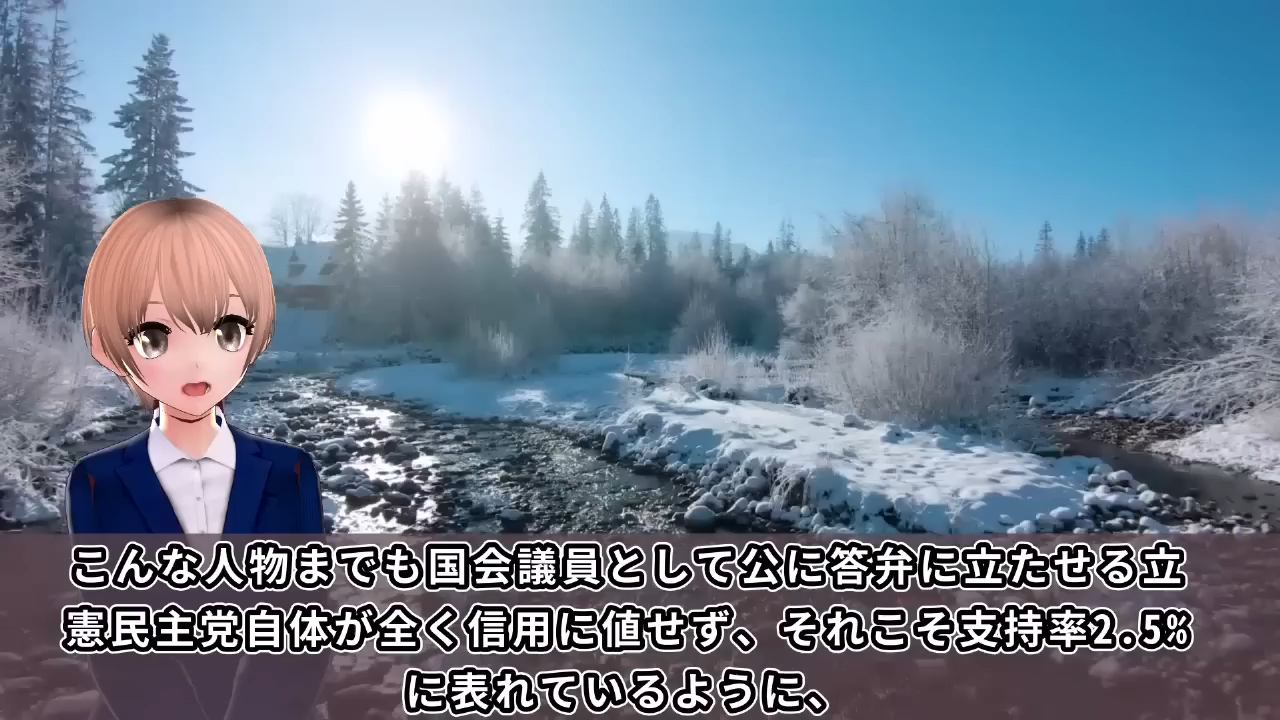 こんな人物までも国会議員として公に答弁に立たせる立
憲民主党自体が全く信用に値せず、それこそ支持率2.5%
に表れているように、